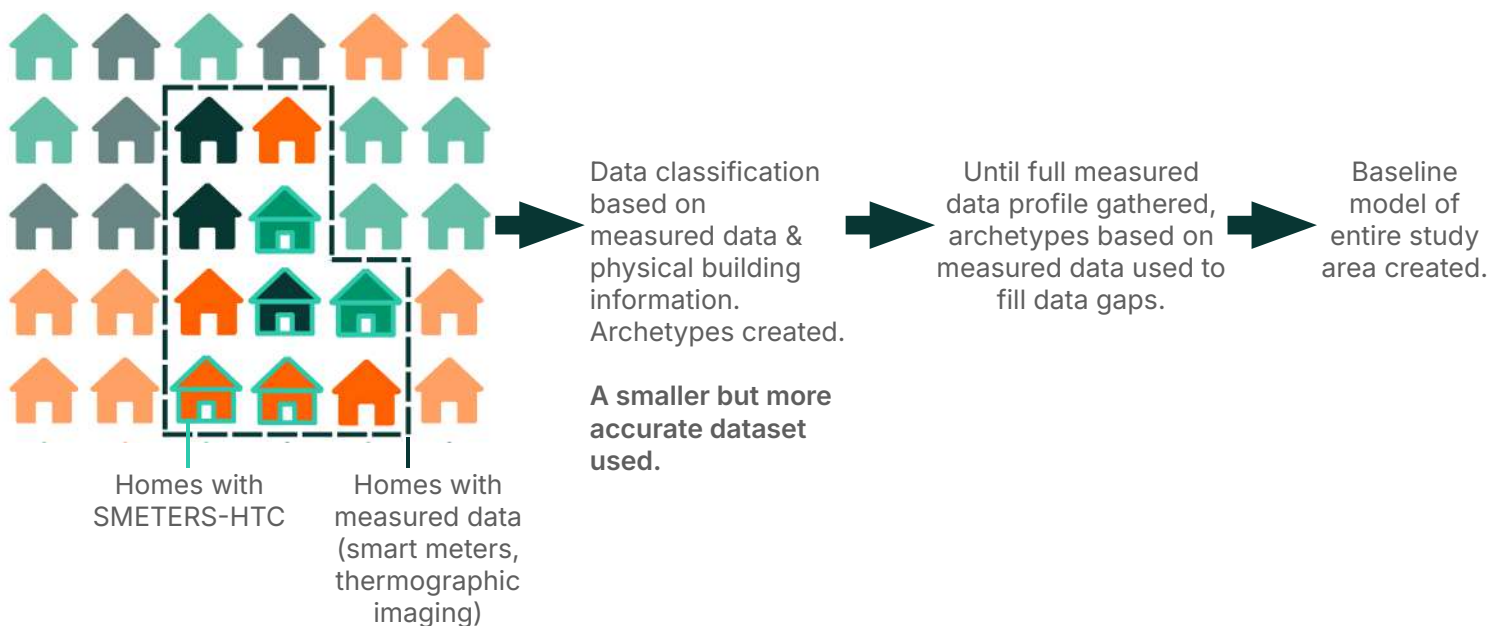 Data classification
based on
measured data &
physical building
information.
Archetypes created.
A smaller but more
accurate dataset
used.
Until full measured
data profile gathered,
archetypes based on
measured data used to
fill data gaps.
Baseline
model of
entire study
area created.
Homes with
SMETERS-HTC
Homes with
measured data
(smart meters,
thermographic
imaging)